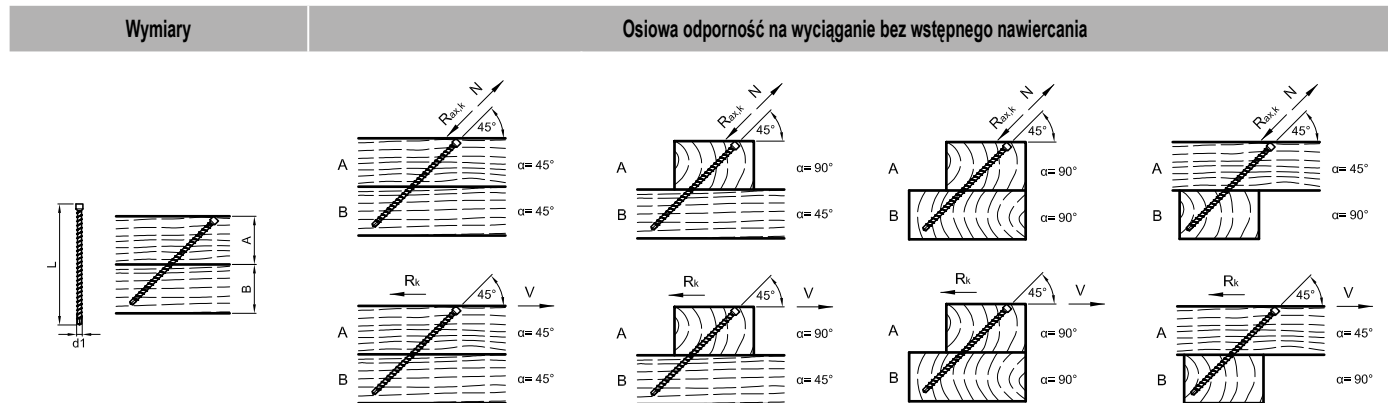 Wymiary
Osiowa odporność na wyciąganie bez wstępnego nawiercania
L
d1
A
B
Rax,k N
45°
A α= 45°
B α= 45°
Rax,k N
45°
A α= 90°
B α= 45°
Rax,k N
45°
A α= 90°
B α= 90°
Rax,k N
45°
A α= 45°
B α= 90°
Rk 45° V
A α= 45°
B α= 45°
Rk 45° V
A α= 90°
B α= 45°
Rk 45° V
A α= 90°
B α= 90°
Rk 45° V
A α= 45°
B α= 90°